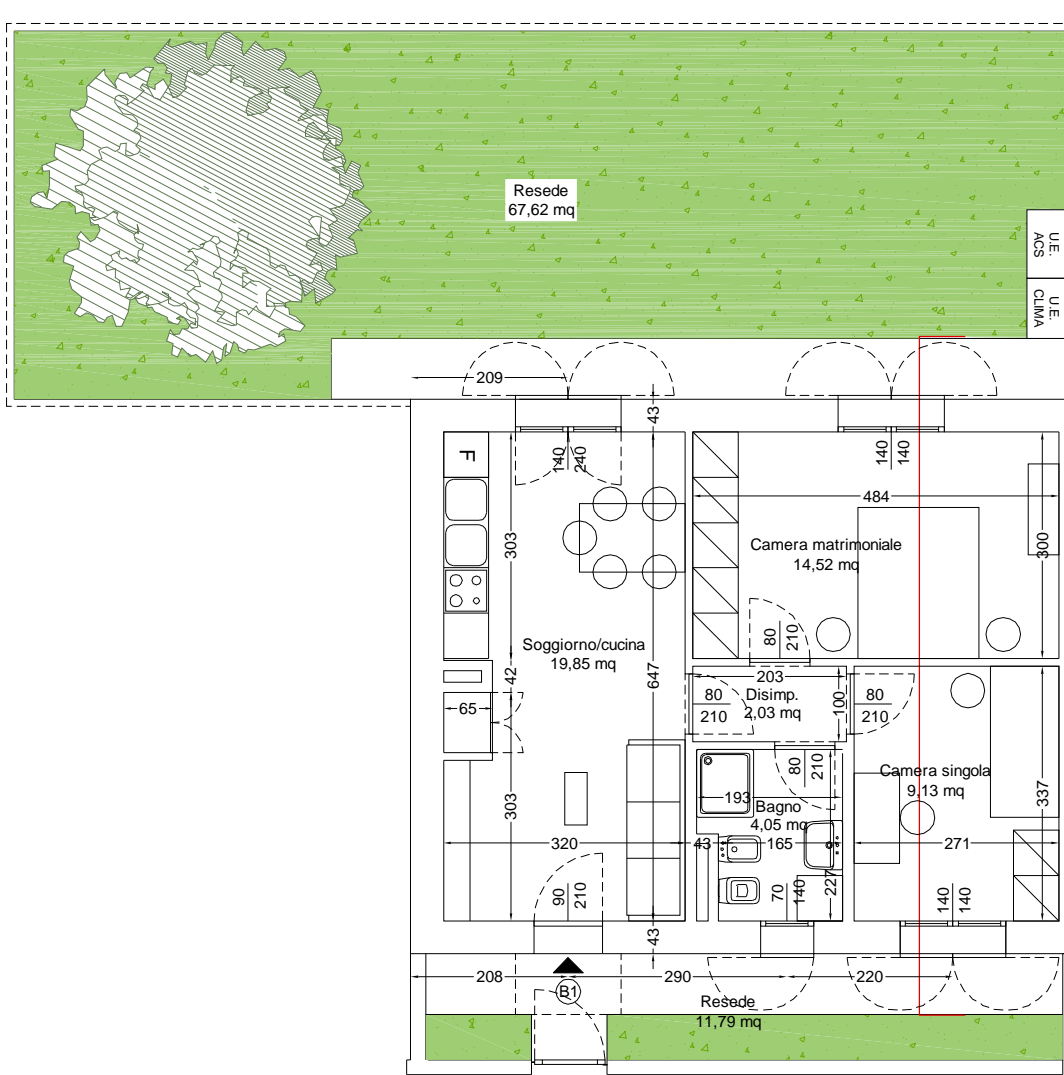 Resede
67,62 mq
U.E.
ACS
U.E.
CLIMA
209
43
140
240
140
140
F
484
303
300
Camera matrimoniale
14,52 mq
80
210
Soggiorno/cucina
19,85 mq
42
647
203
Disimp.
2,03 mq
100
80
210
80
210
65
80
210
Camera singola
9,13 mq
193
Bagno
4,05 mq
303
337
320
43
165
271
227
90
210
70
140
140
140
43
208
290
220
B1
Resede
11,79 mq